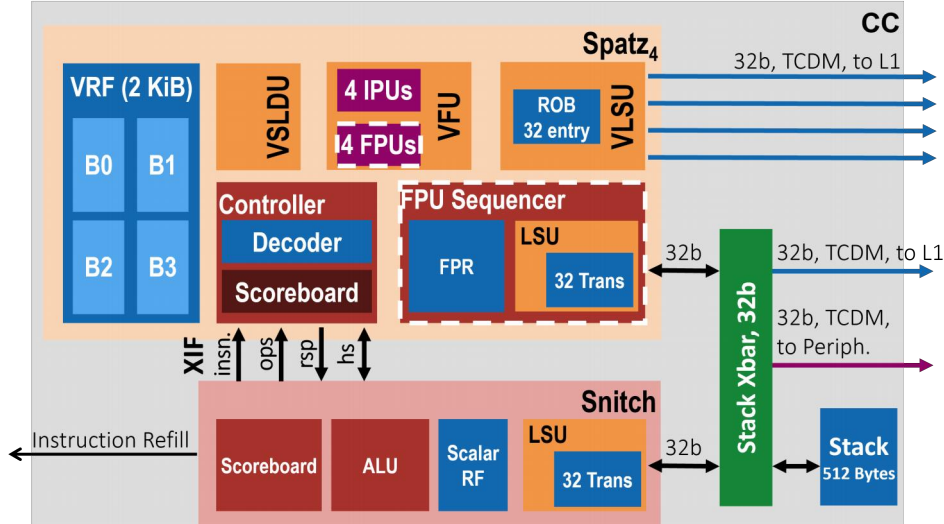 CC
Spatz4
VRF (2 KiB)
B0
B1
B2
B3
VSLDU
4 IPUs
4 FPUs
VFU
ROB
32 entry
VLSU
32b, TCDM, to L1
Controller
Decoder
Scoreboard
FPU Sequencer
FPR
LSU
32 Trans
32b
Stack Xbar, 32b
32b, TCDM, to L1
32b, TCDM,
to Periph.
XIF
insn.
ops
rsp
hs
Snitch
Instruction Refill
Scoreboard
ALU
Scalar
RF
LSU
32 Trans
32b
Stack
512 Bytes